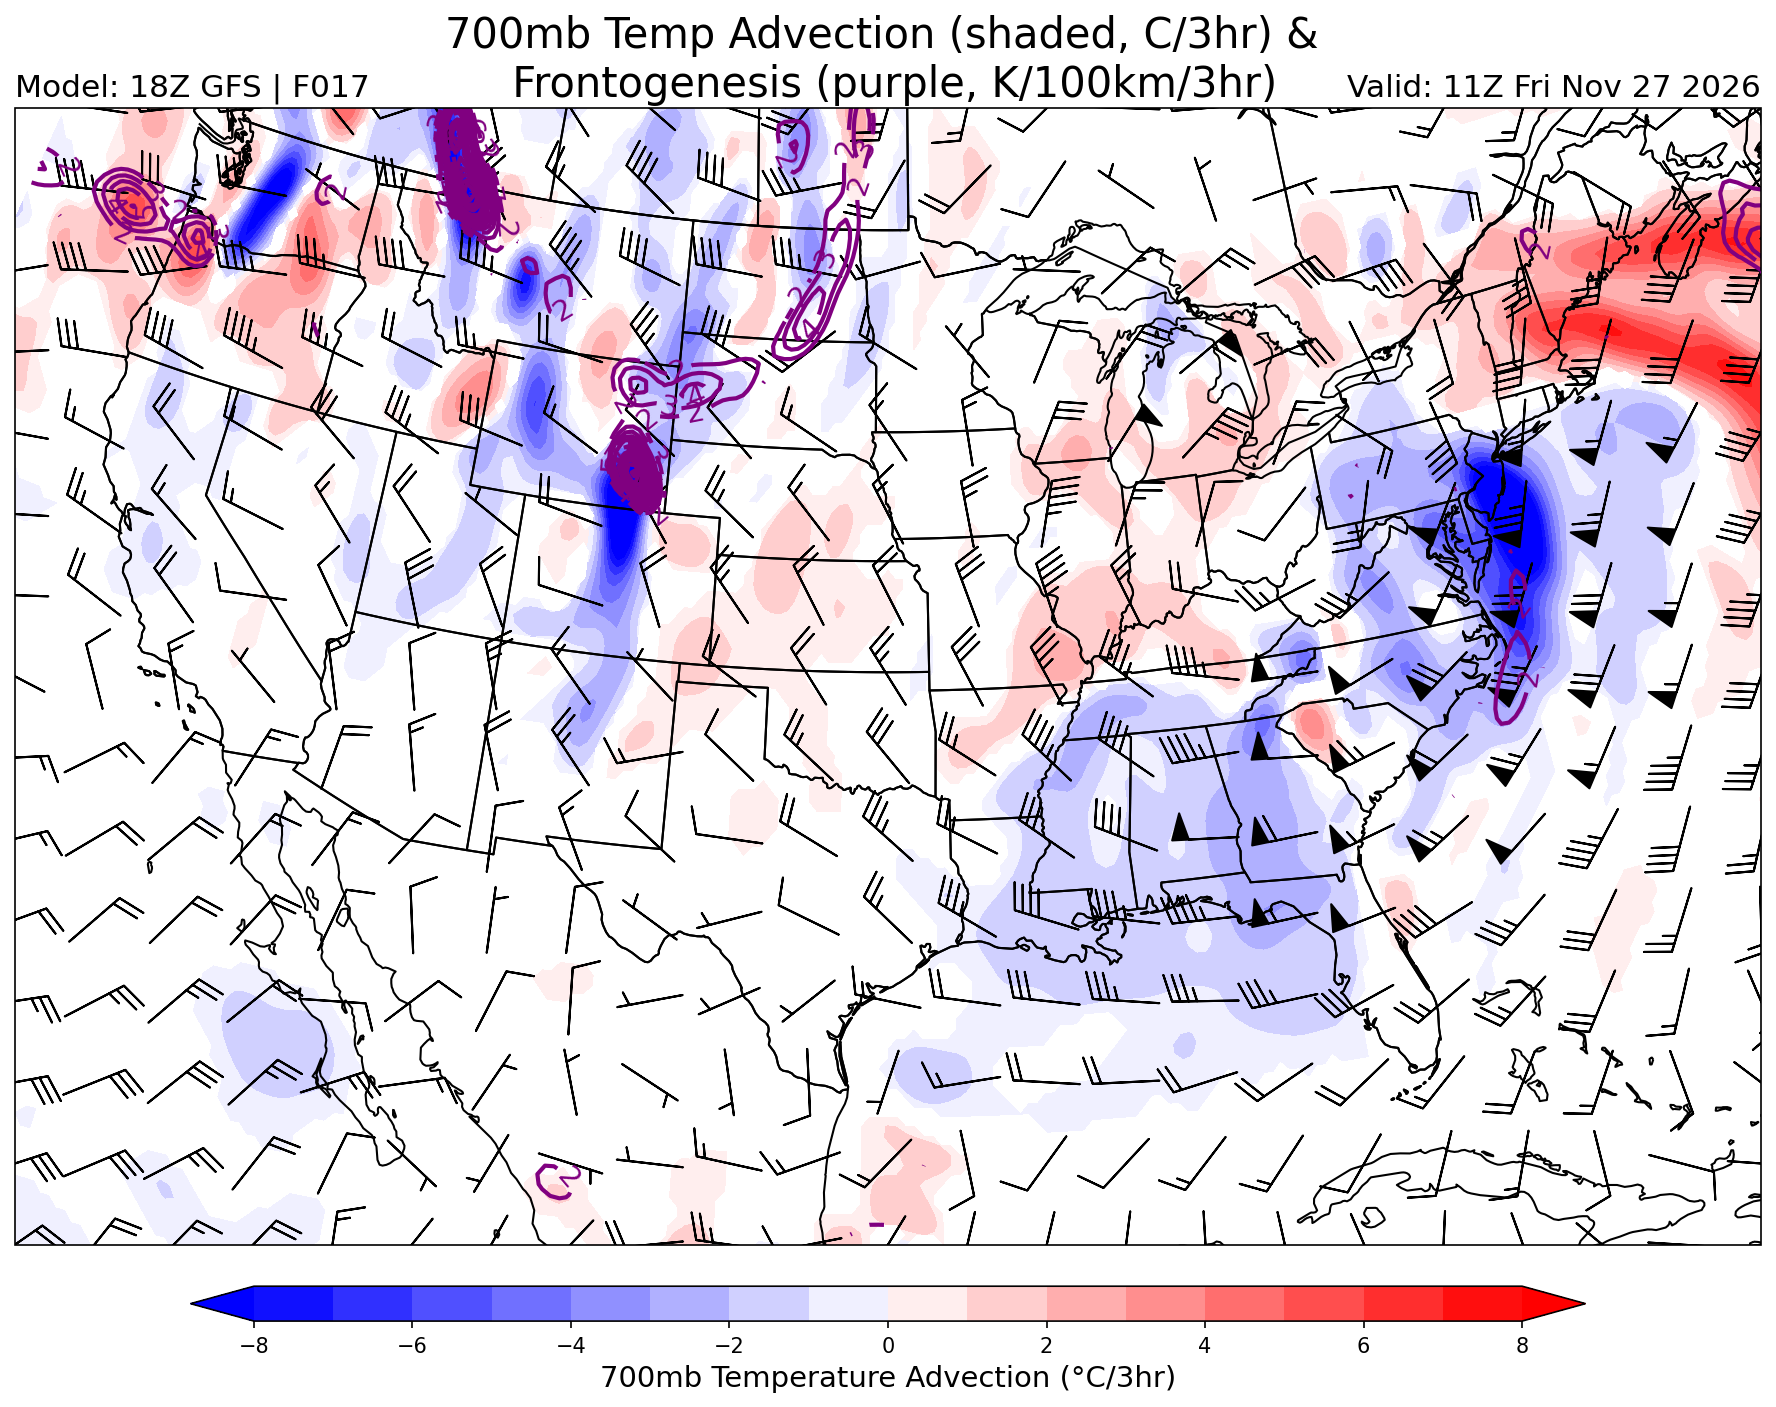 700mb Temp Advection (shaded, C/3hr) &
Model: 18Z GFS | F017 Frontogenesis (purple, K/100km/3hr) Valid: 11Z Fri Nov 27 2026
−8 −6 −4 −2 0 2 4 6 8
700mb Temperature Advection (°C/3hr)